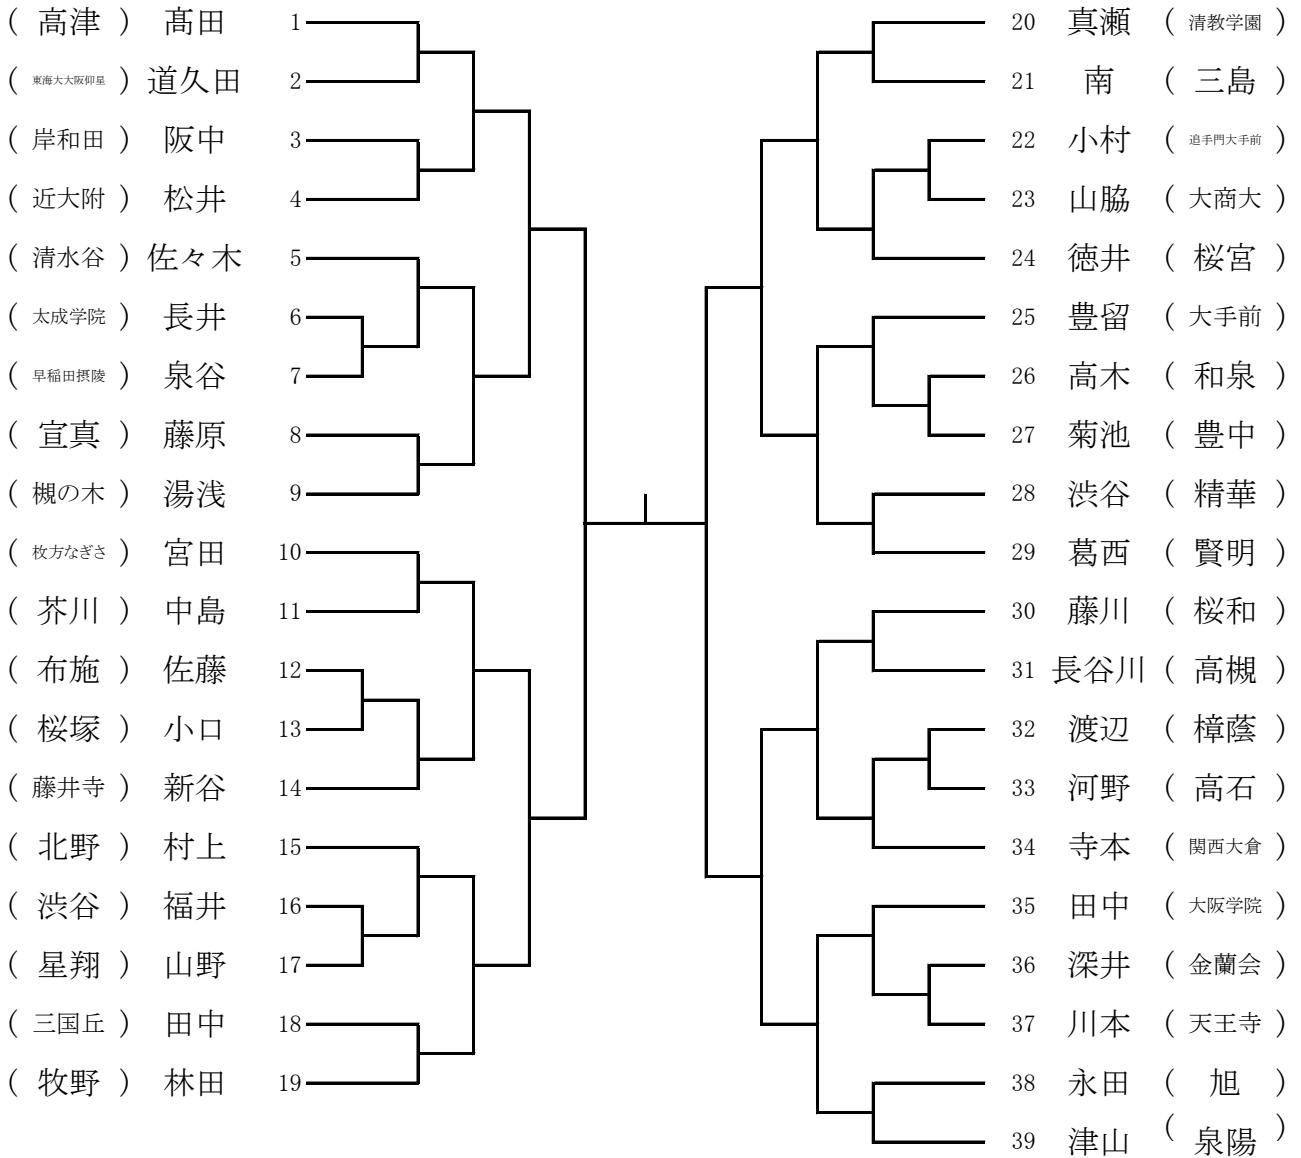 ( 高津 ) 髙田 1
( 東海大大阪仰星 ) 道久田 2
( 岸和田 ) 阪中 3
( 近大附 ) 松井 4
( 清水谷 ) 佐々木 5
( 太成学院 ) 長井 6
( 早稲田摂陵 ) 泉谷 7
( 宣真 ) 藤原 8
( 槻の木 ) 湯浅 9
( 枚方なぎさ ) 宮田 10
( 芥川 ) 中島 11
( 布施 ) 佐藤 12
( 桜塚 ) 小口 13
( 藤井寺 ) 新谷 14
( 北野 ) 村上 15
( 渋谷 ) 福井 16
( 星翔 ) 山野 17
( 三国丘 ) 田中 18
( 牧野 ) 林田 19
20 真瀬 ( 清教学園 )
21 南 ( 三島 )
22 小村 ( 追手門大手前 )
23 山脇 ( 大商大 )
24 徳井 ( 桜宮 )
25 豊留 ( 大手前 )
26 高木 ( 和泉 )
27 菊池 ( 豊中 )
28 渋谷 ( 精華 )
29 葛西 ( 賢明 )
30 藤川 ( 桜和 )
31 長谷川 ( 高槻 )
32 渡辺 ( 樟蔭 )
33 河野 ( 高石 )
34 寺本 ( 関西大倉 )
35 田中 ( 大阪学院 )
36 深井 ( 金蘭会 )
37 川本 ( 天王寺 )
38 永田 ( 旭 )
39 津山 ( 泉陽 )